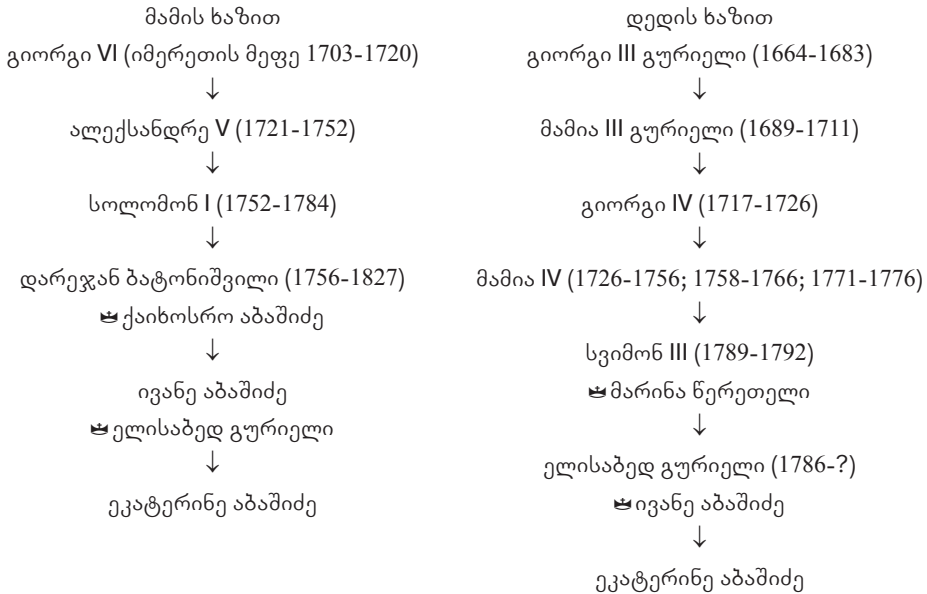 მამის ხაზით
გიორგი VI (იმერეთის მეფე 1703-1720)
↓
ალექსანდრე V (1721-1752)
↓
სოლომონ I (1752-1784)
↓
დარეჯან ბატონიშვილი (1756-1827)
ქაიხოსრო აბაშიძე
↓
ივანე აბაშიძე
ელისაბედ გურიელი
↓
ეკატერინე აბაშიძე
დედის ხაზით
გიორგი III გურიელი (1664-1683)
↓
მამია III გურიელი (1689-1711)
↓
გიორგი IV (1717-1726)
↓
მამია IV (1726-1756; 1758-1766; 1771-1776)
↓
სვიმონ III (1789-1792)
მარინა წერეთელი
↓
ელისაბედ გურიელი (1786-?)
ივანე აბაშიძე
↓
ეკატერინე აბაშიძე